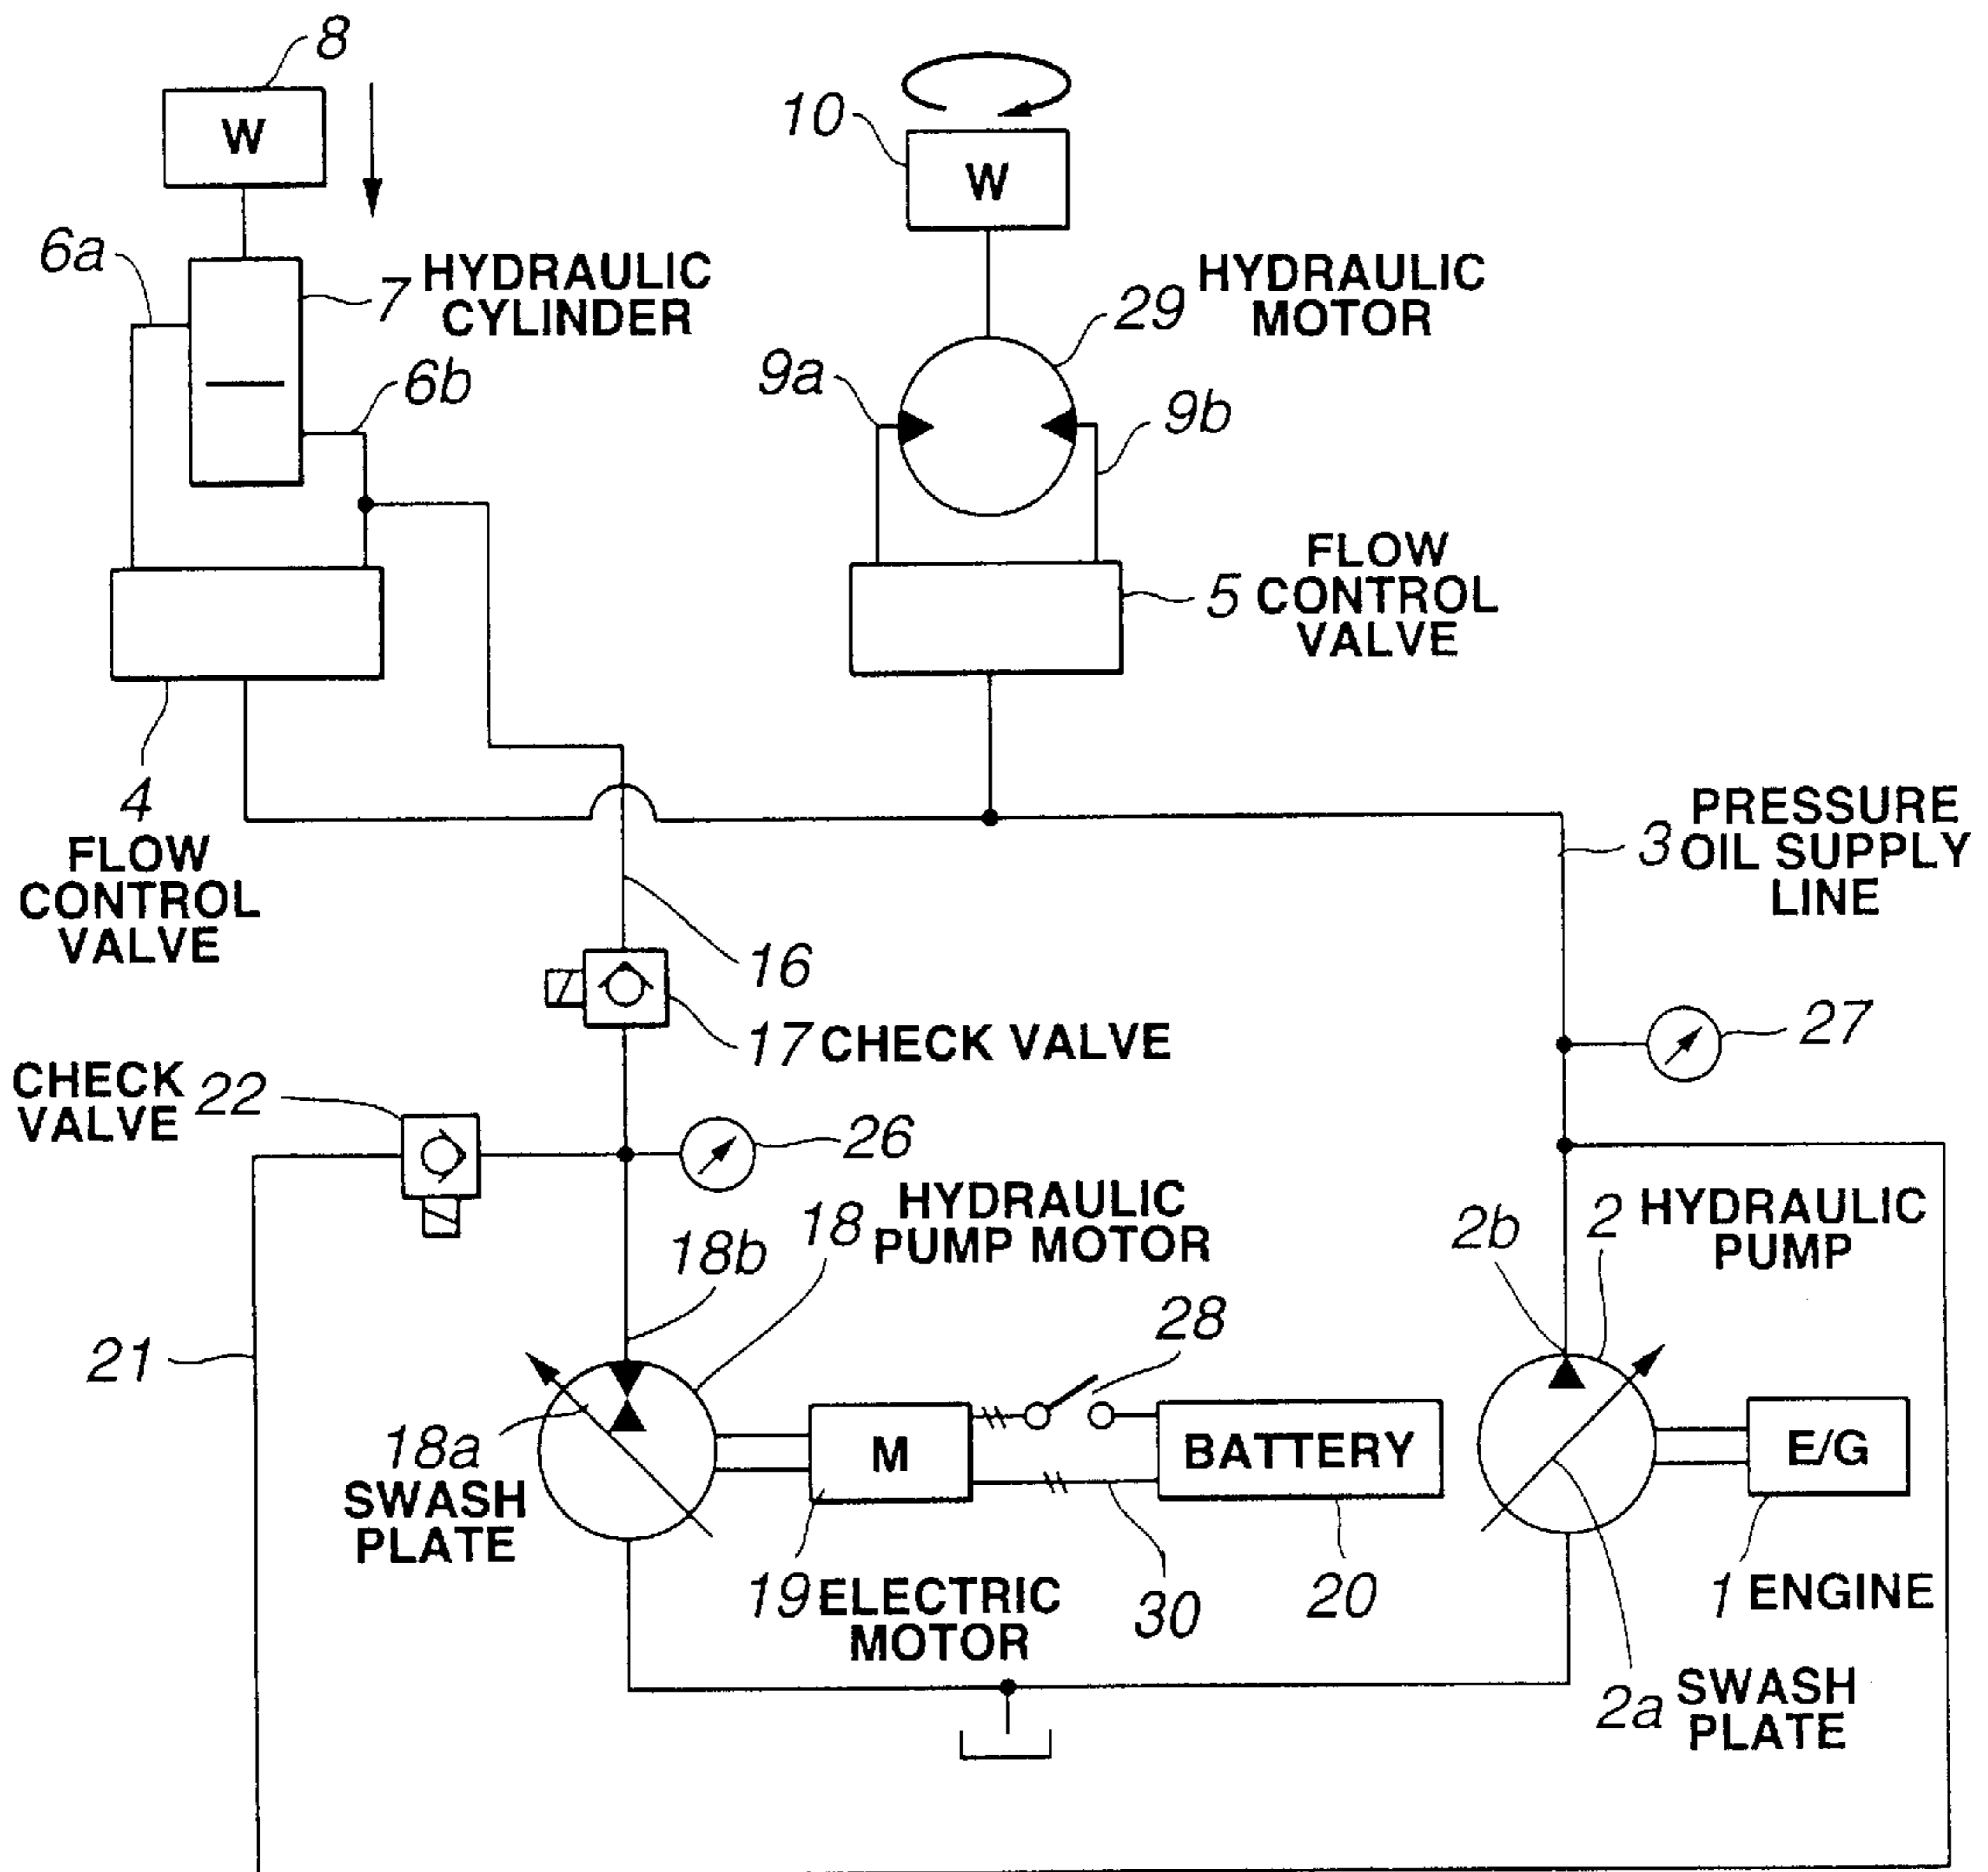 8
W
10
W
6a
7 HYDRAULIC
CYLINDER
29 HYDRAULIC
MOTOR
6b
9a
9b
5 FLOW
CONTROL
VALVE
4
FLOW
CONTROL
VALVE
3 PRESSURE
OIL SUPPLY
LINE
16
17 CHECK VALVE
27
CHECK
VALVE 22
26
18 HYDRAULIC
PUMP MOTOR
18b
2b
2 HYDRAULIC
PUMP
21
28
18a
SWASH
PLATE
M
BATTERY
E/G
19 ELECTRIC
MOTOR
30
20
1 ENGINE
2a SWASH
PLATE